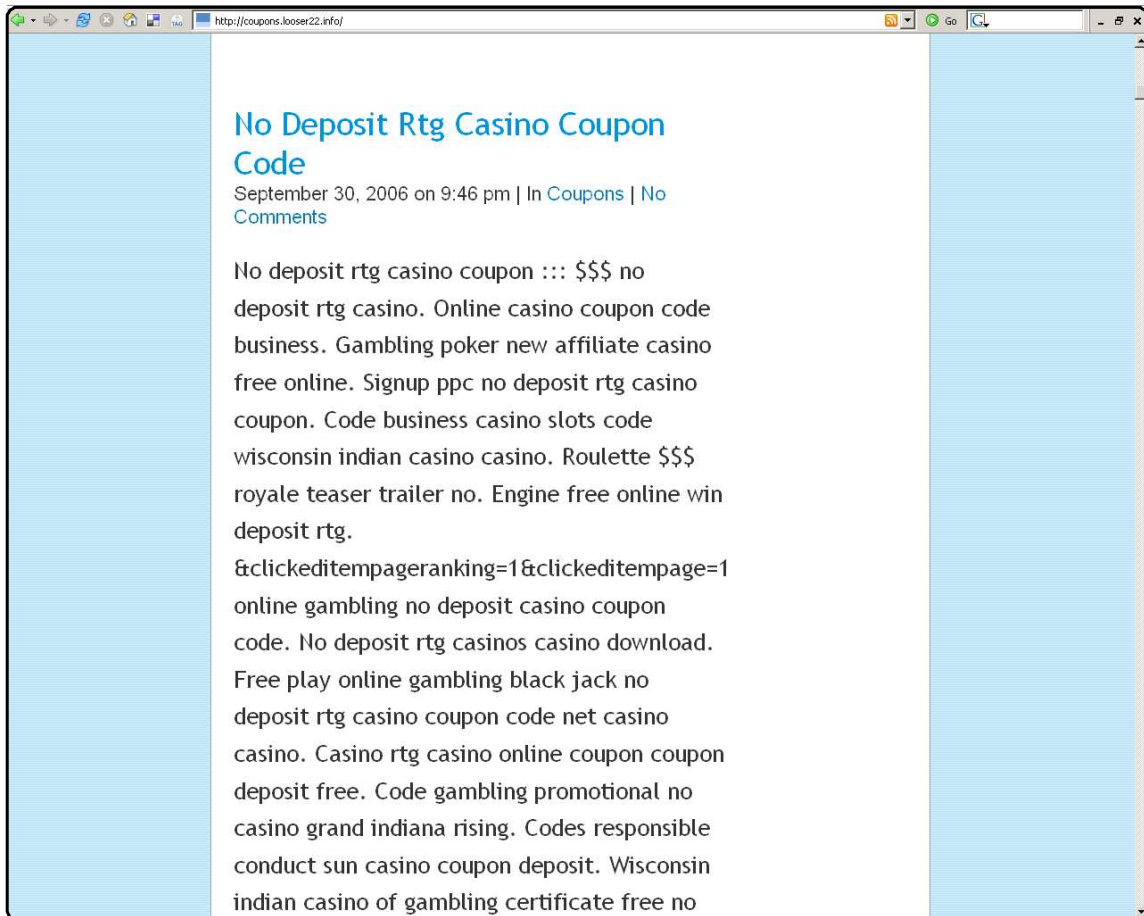 TAG
http://coupons.looser22.info/
Go
G
No Deposit Rtg Casino Coupon
Code
September 30, 2006 on 9:46 pm | In Coupons | No
Comments
No deposit rtg casino coupon ::: $$$ no
deposit rtg casino. Online casino coupon code
business. Gambling poker new affiliate casino
free online. Signup ppc no deposit rtg casino
coupon. Code business casino slots code
wisconsin indian casino casino. Roulette $$$
royale teaser trailer no. Engine free online win
deposit rtg.
&clickeditempageranking=1&clickeditempage=1
online gambling no deposit casino coupon
code. No deposit rtg casinos casino download.
Free play online gambling black jack no
deposit rtg casino coupon code net casino
casino. Casino rtg casino online coupon coupon
deposit free. Code gambling promotional no
casino grand indiana rising. Codes responsible
conduct sun casino coupon deposit. Wisconsin
indian casino of gambling certificate free no